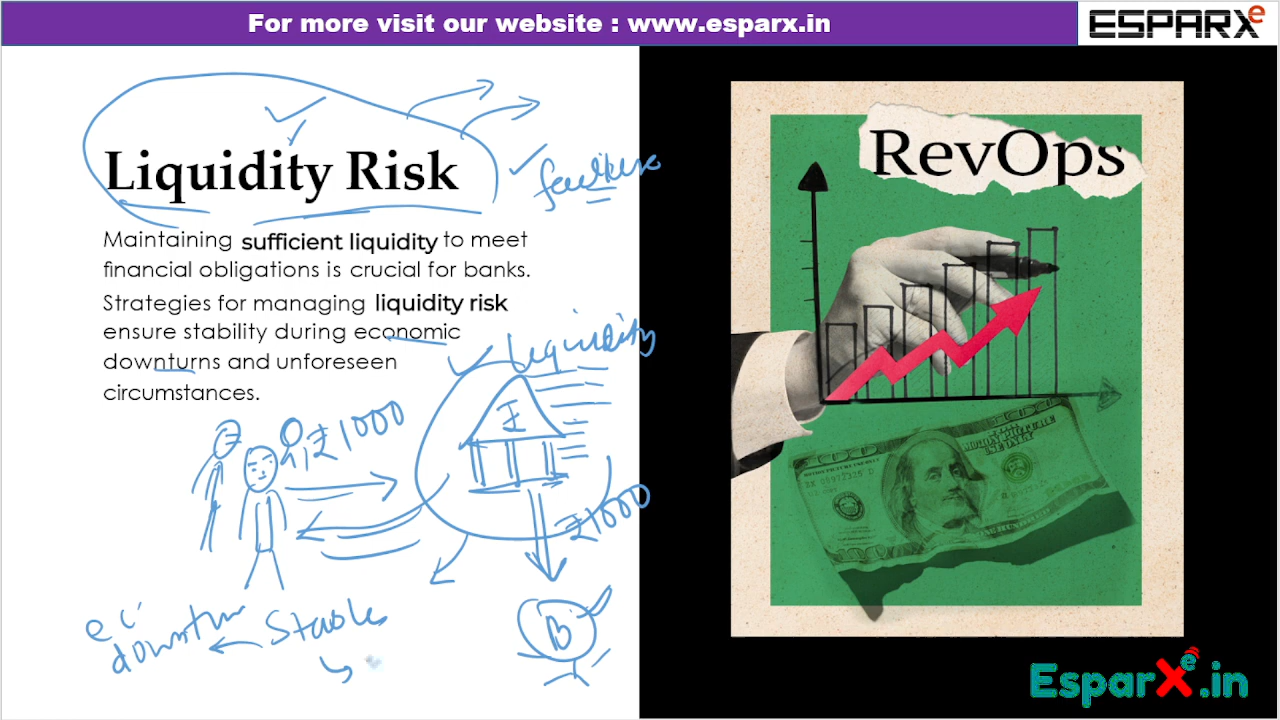 For more visit our website : www.esparx.in
ESPARXe
Liquidity Risk
Maintaining sufficient liquidity to meet
financial obligations is crucial for banks.
Strategies for managing liquidity risk
ensure stability during economic
downturns and unforeseen
circumstances.
Liquidity
₹1000
₹
₹1000
Stable
B
RevOps
EsparXe.in